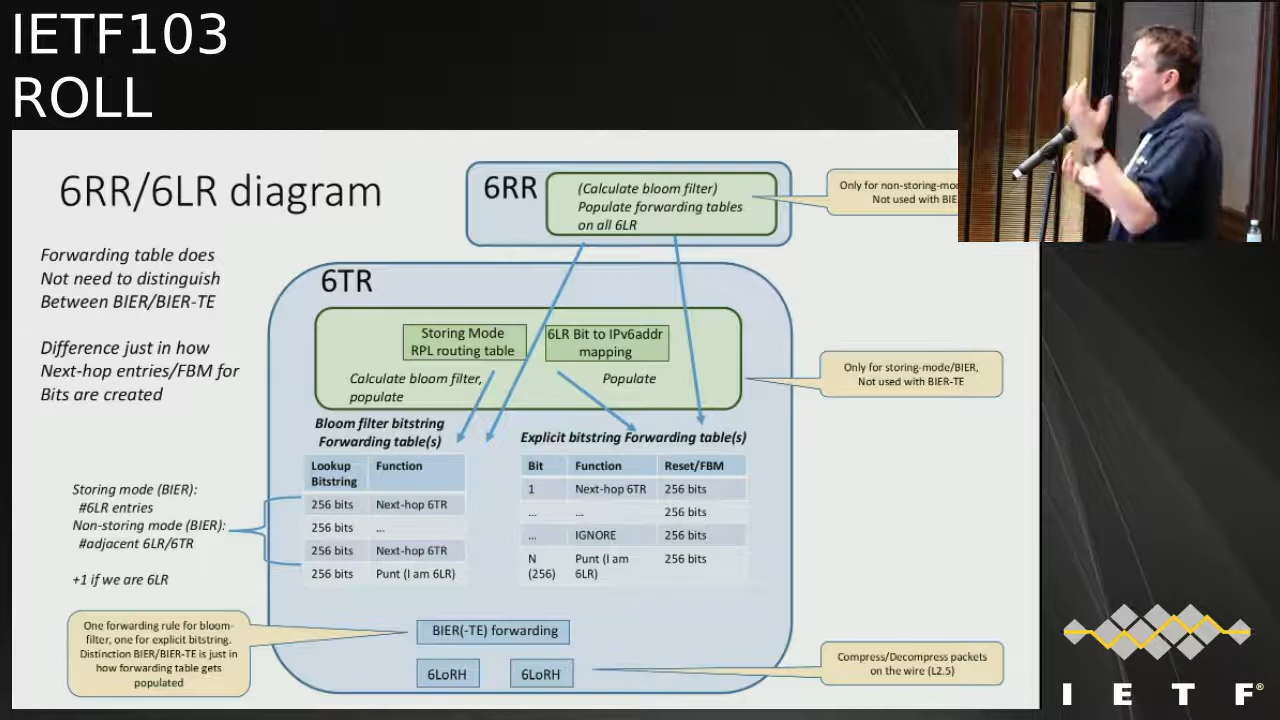 IETF103
ROLL
6RR/6LR diagram
6RR
(Calculate bloom filter)
Populate forwarding tables
on all 6LR
Only for non-storing-mo
Not used with BIE
Forwarding table does
Not need to distinguish
Between BIER/BIER-TE
Difference just in how
Next-hop entries/FBM for
Bits are created
6TR
Storing Mode
RPL routing table
6LR Bit to IPv6addr
mapping
Calculate bloom filter,
populate
Populate
Only for storing-mode/BIER,
Not used with BIER-TE
Bloom filter bitstring
Forwarding table(s)
Explicit bitstring Forwarding table(s)
Lookup Bitstring Function
256 bits Next-hop 6TR
256 bits ...
256 bits Next-hop 6TR
256 bits Punt (I am 6LR)
Bit Function Reset/FBM
1 Next-hop 6TR 256 bits
... ... 256 bits
... IGNORE 256 bits
N (256) Punt (I am 6LR) 256 bits
Storing mode (BIER):
#6LR entries
Non-storing mode (BIER):
#adjacent 6LR/6TR
+1 if we are 6LR
One forwarding rule for bloom-
filter, one for explicit bitstring.
Distinction BIER/BIER-TE is just in
how forwarding table gets
populated
BIER(-TE) forwarding
6LoRH
6LoRH
Compress/Decompress packets
on the wire (L2.5)
I E T F®